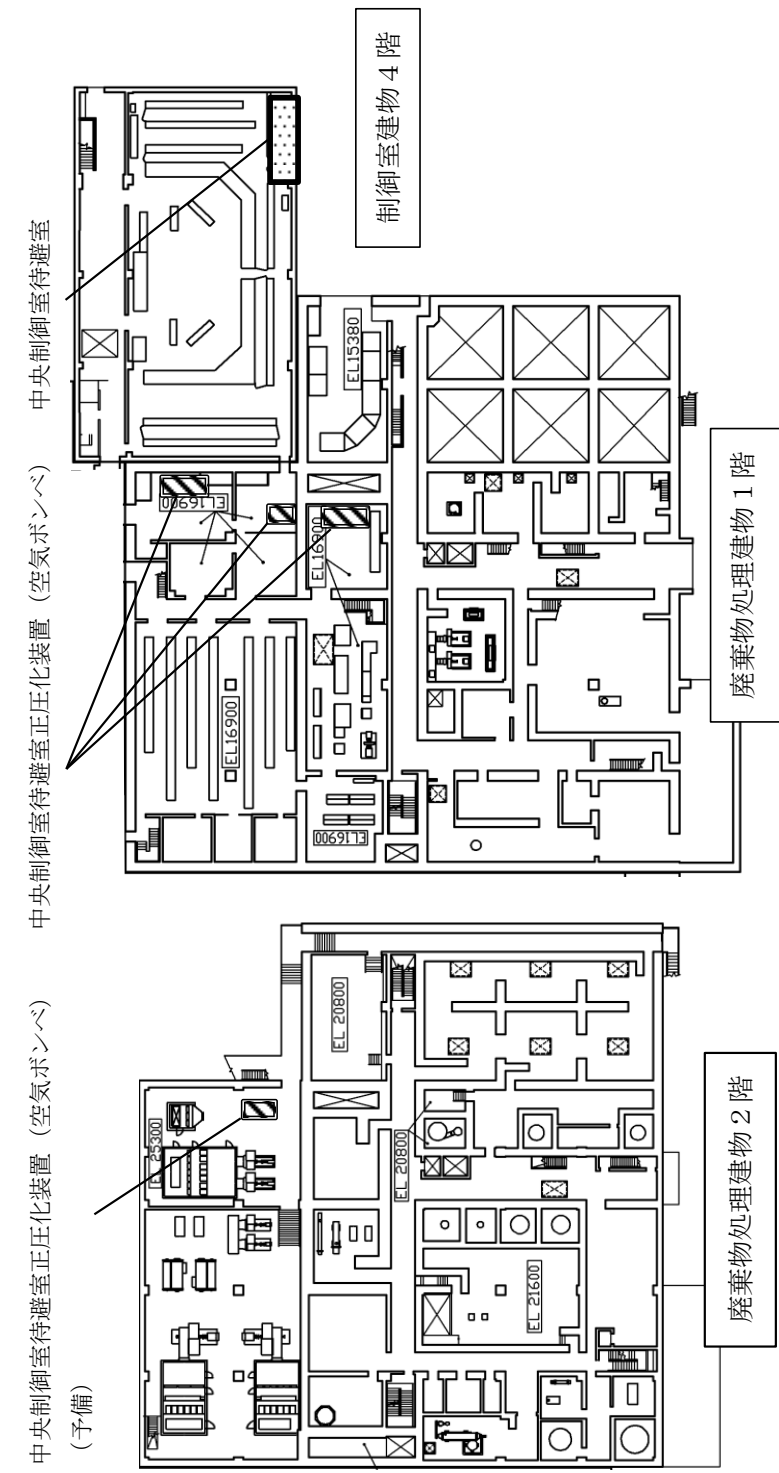 中央制御室待避室正圧化装置（空気ボンベ）
（予備）
中央制御室待避室正圧化装置（空気ボンベ）
中央制御室待避室
EL 25300
EL 20800
EL 20800
EL 21600
廃棄物処理建物２階
EL16900
EL16900
EL16900
EL16900
EL15380
廃棄物処理建物１階
制御室建物４階